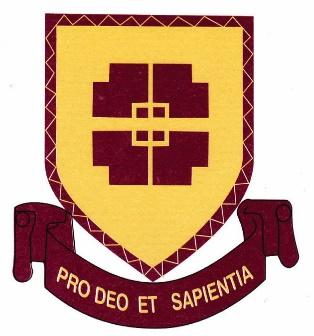 PRO DEO ET SAPIENTIA